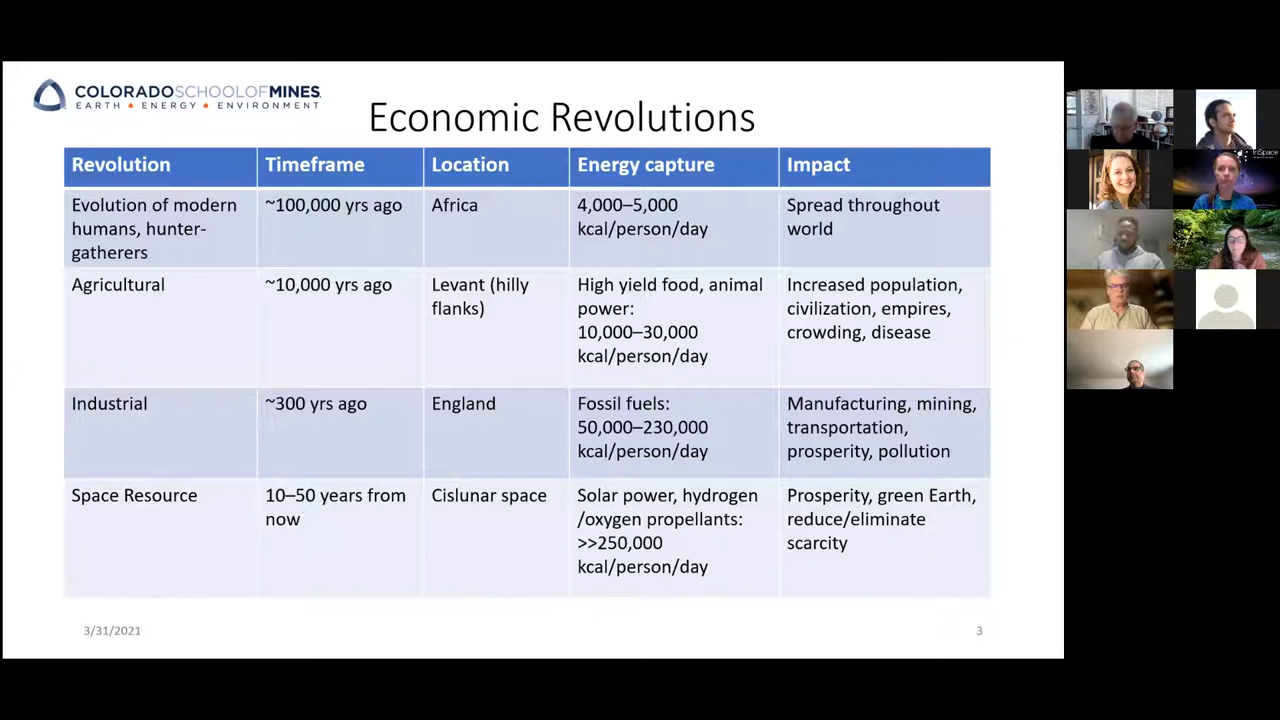 COLORADOSCHOOLOFMINES
EARTH • ENERGY • ENVIRONMENT
Economic Revolutions
Revolution Timeframe Location Energy capture Impact
Evolution of modern
humans, hunter-
gatherers
~100,000 yrs ago
Africa
4,000–5,000
kcal/person/day
Spread throughout
world
Agricultural
~10,000 yrs ago
Levant (hilly
flanks)
High yield food, animal
power:
10,000–30,000
kcal/person/day
Increased population,
civilization, empires,
crowding, disease
Industrial
~300 yrs ago
England
Fossil fuels:
50,000–230,000
kcal/person/day
Manufacturing, mining,
transportation,
prosperity, pollution
Space Resource
10–50 years from
now
Cislunar space
Solar power, hydrogen
/oxygen propellants:
>>250,000
kcal/person/day
Prosperity, green Earth,
reduce/eliminate
scarcity
3/31/2021
3
InSpace